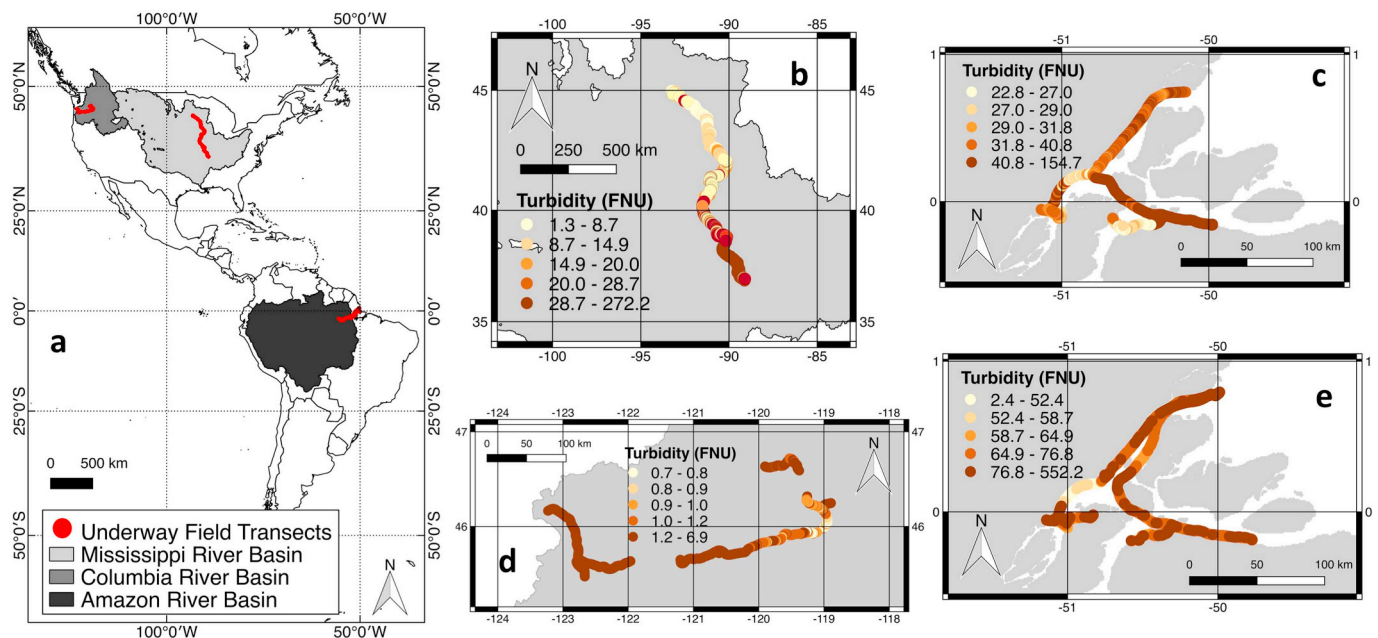 100°0'W 50°0'W
50°0'N
25°0'N
0°0'
25°0'S
50°0'S
50°0'N
25°0'N
0°0'
25°0'S
50°0'S
a
0 500 km
Underway Field Transects
Mississippi River Basin
Columbia River Basin
Amazon River Basin
N
100°0'W 50°0'W
-100 -95 -90 -85
b
N
45
40
35
45
40
35
0 250 500 km
Turbidity (FNU)
1.3 - 8.7
8.7 - 14.9
14.9 - 20.0
20.0 - 28.7
28.7 - 272.2
-100 -95 -90 -85
-51 -50
1
0
1
0
c
Turbidity (FNU)
22.8 - 27.0
27.0 - 29.0
29.0 - 31.8
31.8 - 40.8
40.8 - 154.7
N
0 50 100 km
-51 -50
-124 -123 -122 -121 -120 -119 -118
47
46
47
46
0 50 100 km
Turbidity (FNU)
0.7 - 0.8
0.8 - 0.9
0.9 - 1.0
1.0 - 1.2
1.2 - 6.9
N
d
-124 -123 -122 -121 -120 -119 -118
-51 -50
1
0
1
0
Turbidity (FNU)
2.4 - 52.4
52.4 - 58.7
58.7 - 64.9
64.9 - 76.8
76.8 - 552.2
e
N
0 50 100 km
-51 -50